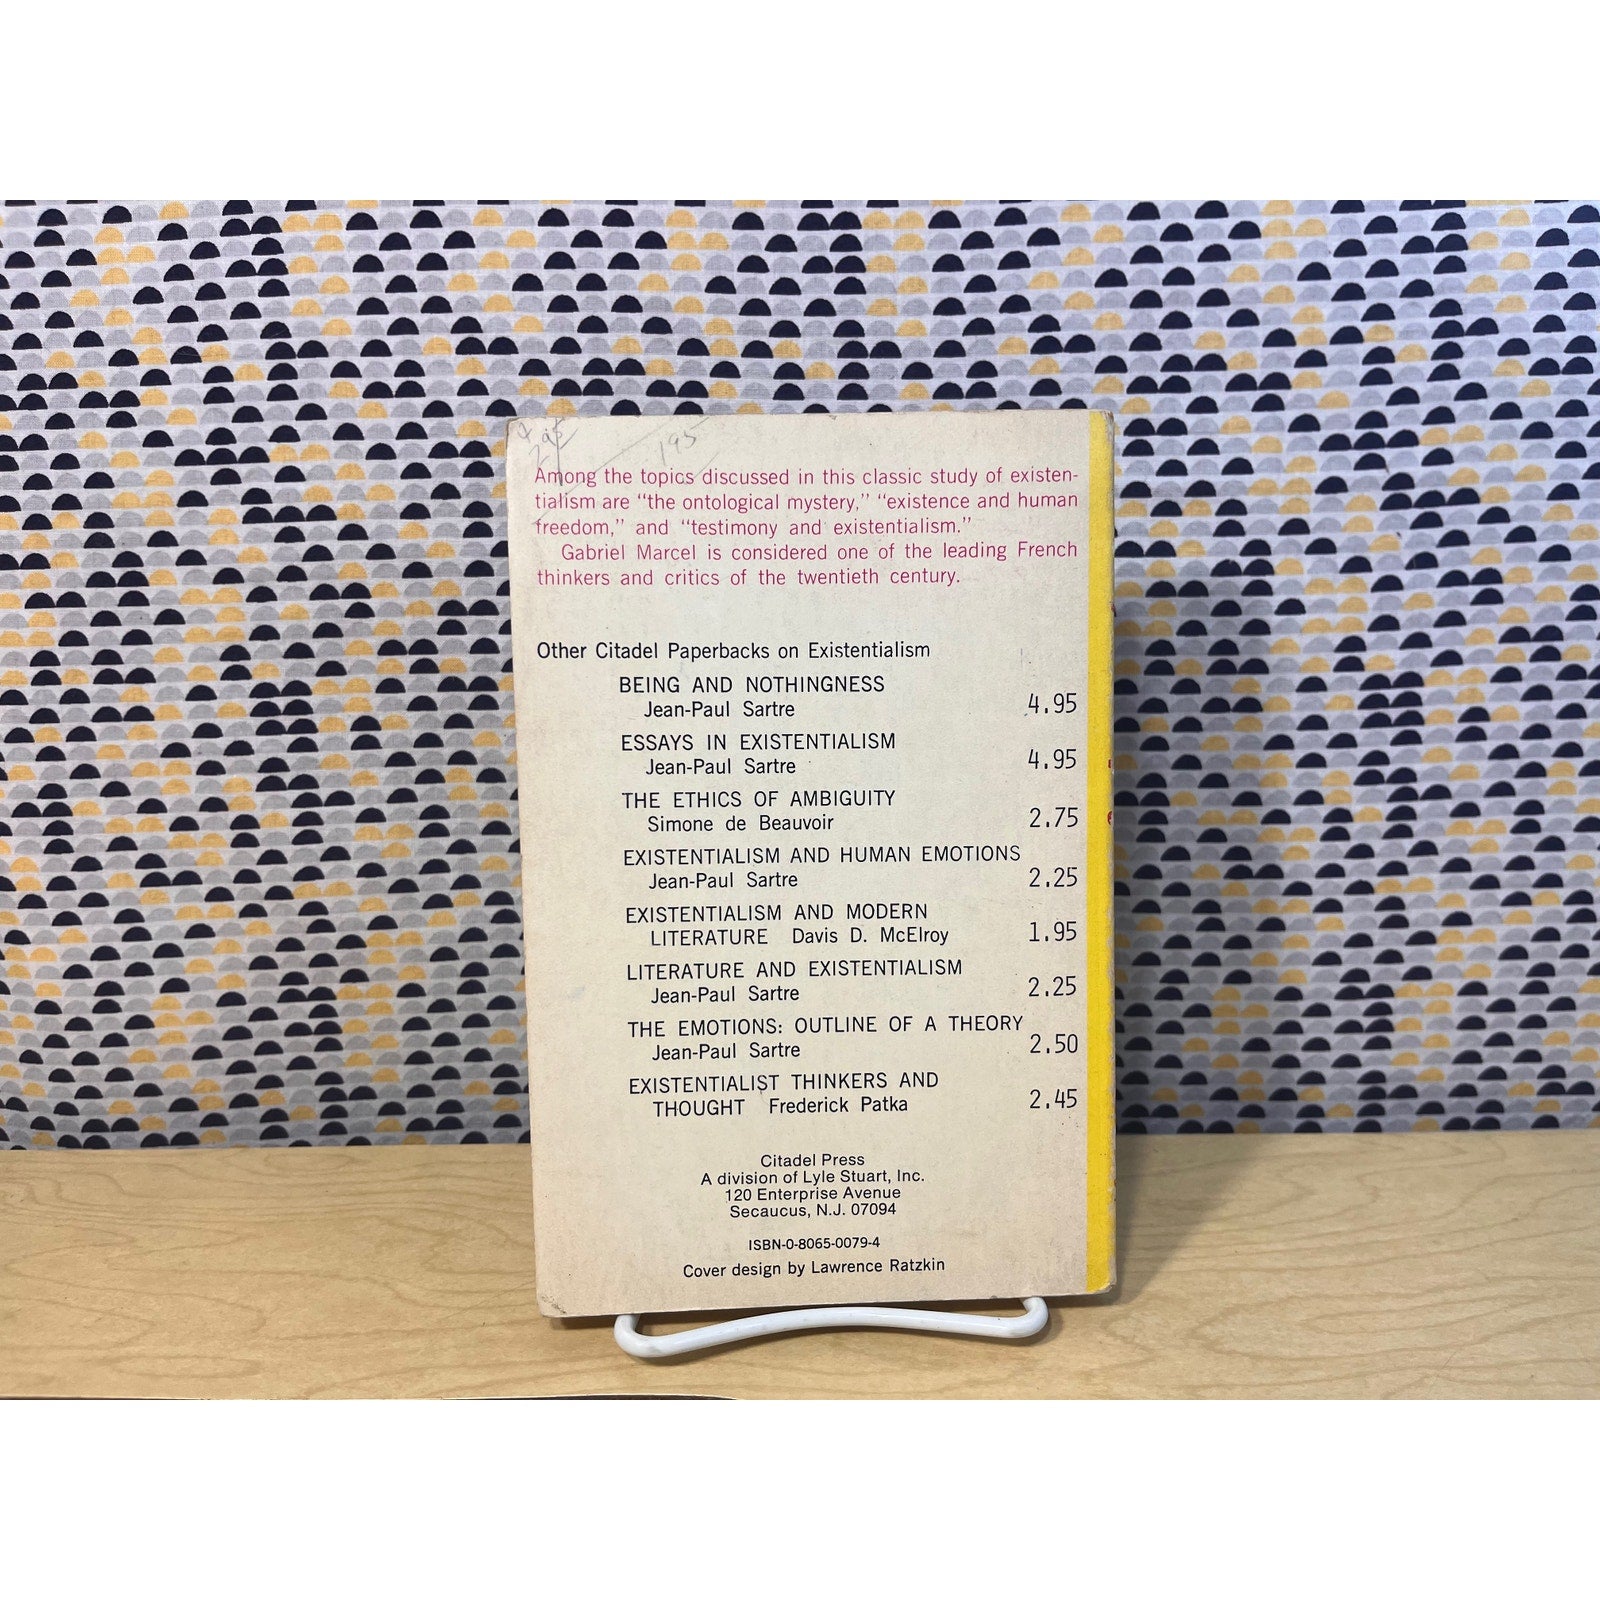 195
Among the topics discussed in this classic study of existen-
tialism are "the ontological mystery," "existence and human
freedom," and "testimony and existentialism."
Gabriel Marcel is considered one of the leading French
thinkers and critics of the twentieth century.
Other Citadel Paperbacks on Existentialism
BEING AND NOTHINGNESS
Jean-Paul Sartre 4.95
ESSAYS IN EXISTENTIALISM
Jean-Paul Sartre 4.95
THE ETHICS OF AMBIGUITY
Simone de Beauvoir 2.75
EXISTENTIALISM AND HUMAN EMOTIONS
Jean-Paul Sartre 2.25
EXISTENTIALISM AND MODERN
LITERATURE Davis D. McElroy 1.95
LITERATURE AND EXISTENTIALISM
Jean-Paul Sartre 2.25
THE EMOTIONS: OUTLINE OF A THEORY
Jean-Paul Sartre 2.50
EXISTENTIALIST THINKERS AND
THOUGHT Frederick Patka 2.45
Citadel Press
A division of Lyle Stuart, Inc.
120 Enterprise Avenue
Secaucus, N.J. 07094
ISBN-0-8065-0079-4
Cover design by Lawrence Ratzkin